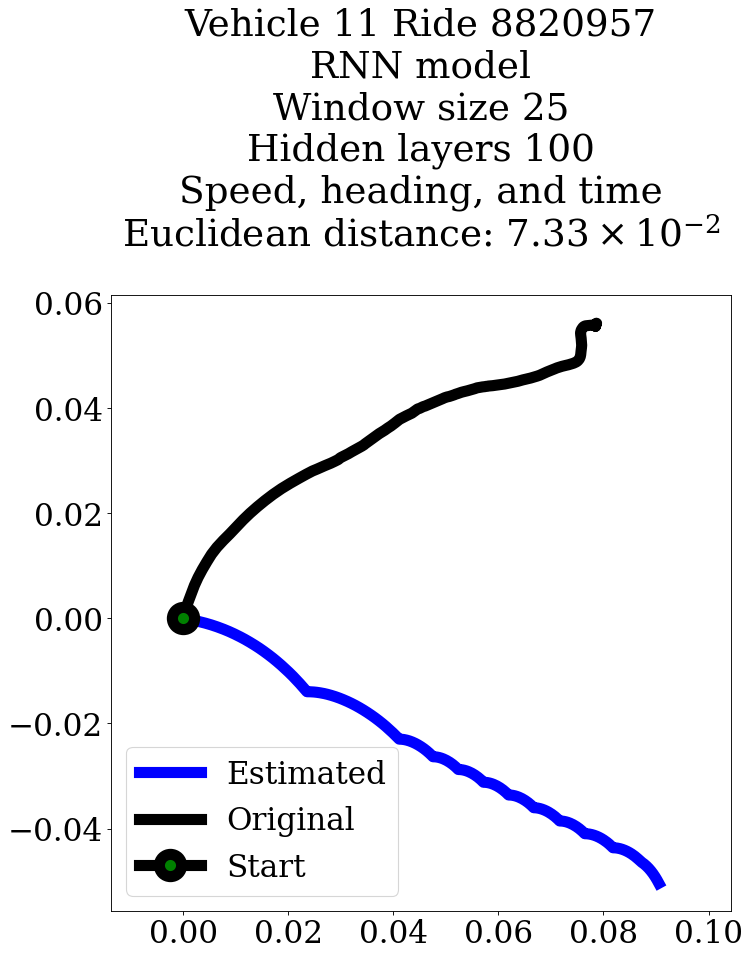 Vehicle 11 Ride 8820957
RNN model
Window size 25
Hidden layers 100
Speed, heading, and time
Euclidean distance: 7.33 × 10⁻²
0.06
0.04
0.02
0.00
−0.02
−0.04
Estimated
Original
Start
0.00 0.02 0.04 0.06 0.08 0.10